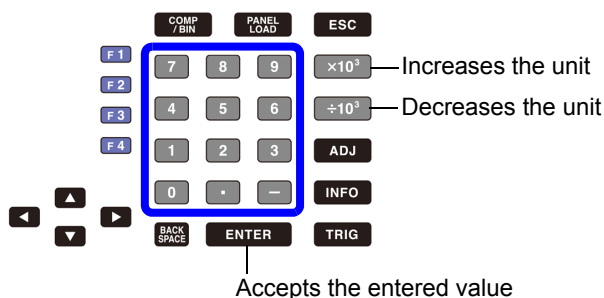 COMP / BIN PANEL LOAD ESC
F 1 7 8 9 ×10³ Increases the unit
F 2
4 5 6 ÷10³ Decreases the unit
F 3
F 4 1 2 3 ADJ
0 . − INFO
BACK SPACE ENTER TRIG
Accepts the entered value